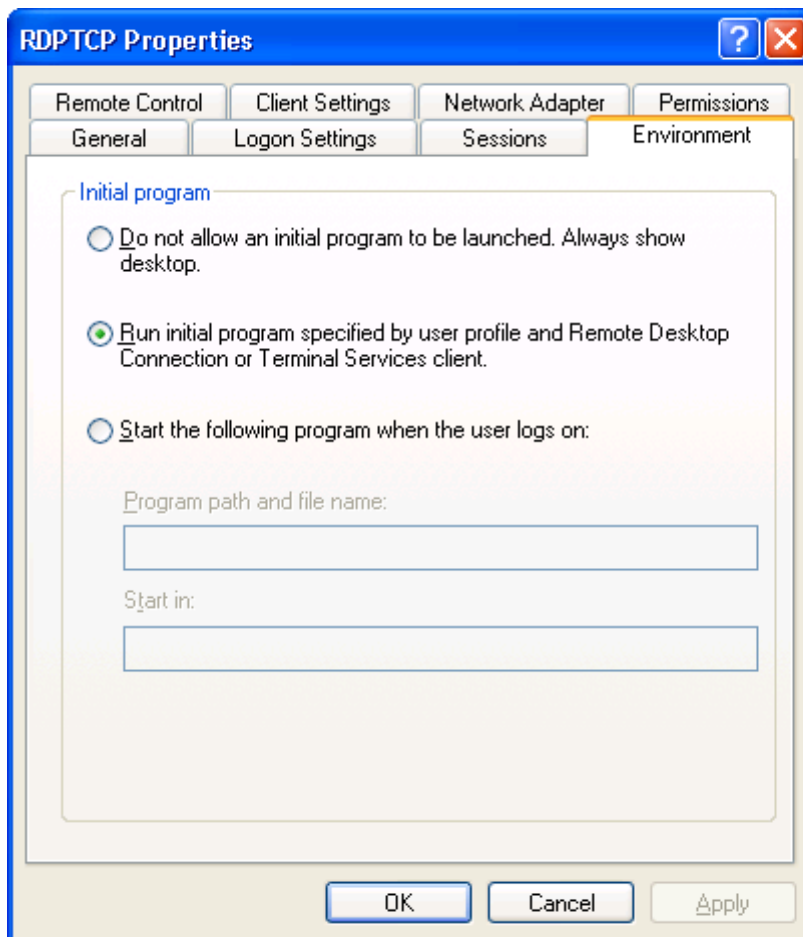 RDPTCP Properties
Remote Control Client Settings Network Adapter Permissions
General Logon Settings Sessions Environment
Initial program
Do not allow an initial program to be launched. Always show
desktop.
Run initial program specified by user profile and Remote Desktop
Connection or Terminal Services client.
Start the following program when the user logs on:
Program path and file name:
Start in:
OK Cancel Apply